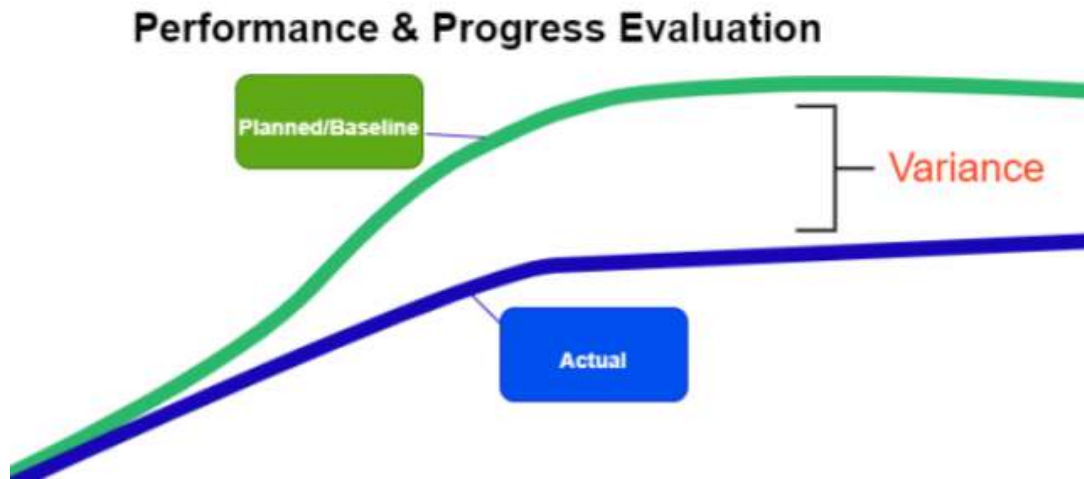 Performance & Progress Evaluation
Planned/Baseline
Variance
Actual